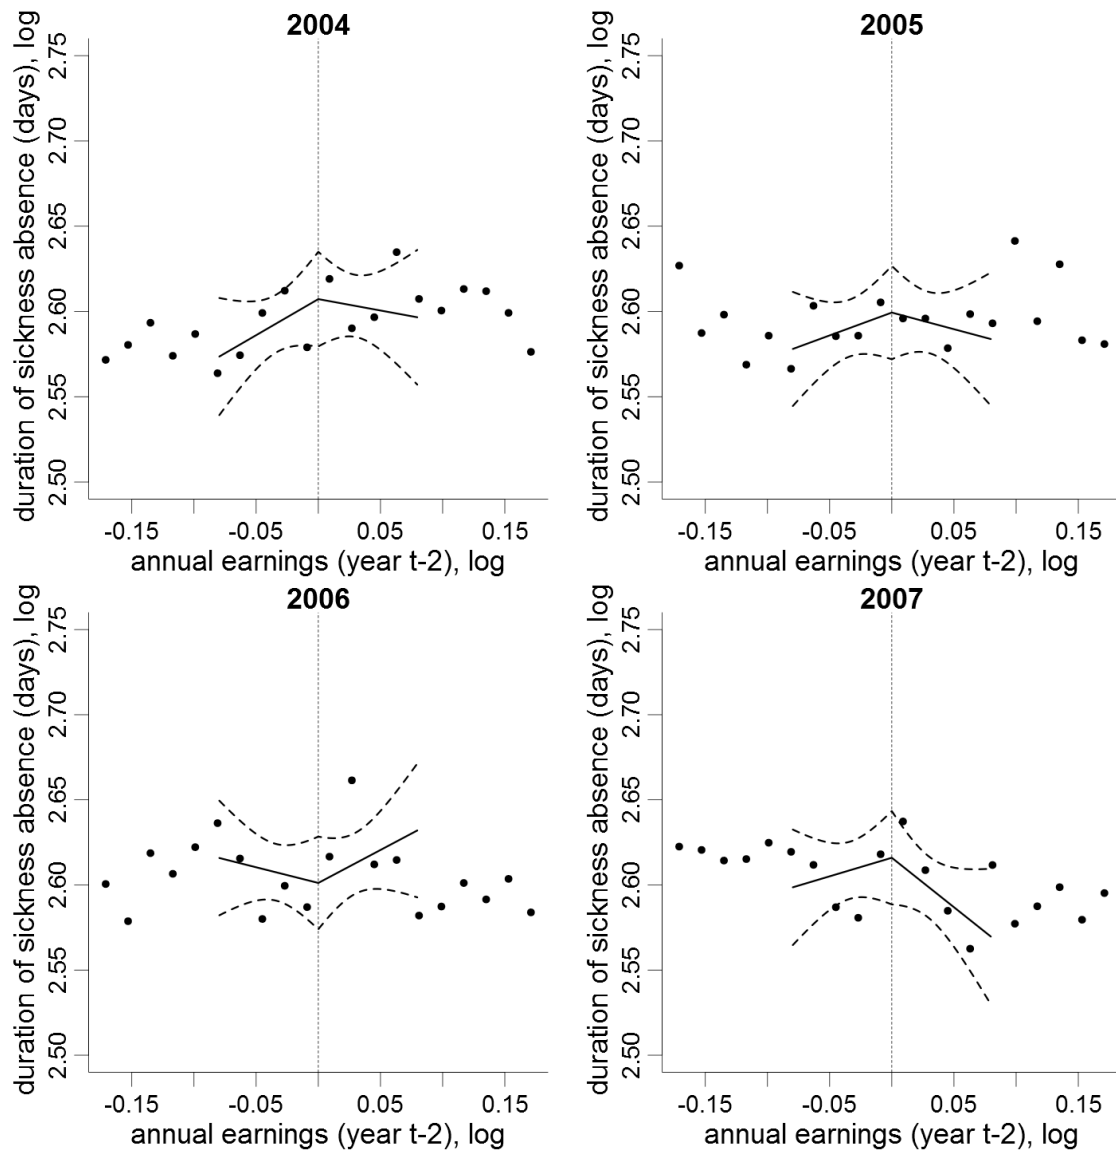 2004
duration of sickness absence (days), log
2.75
2.70
2.65
2.60
2.55
2.50
-0.15 -0.05 0.05 0.15
annual earnings (year t-2), log
2005
duration of sickness absence (days), log
2.75
2.70
2.65
2.60
2.55
2.50
-0.15 -0.05 0.05 0.15
annual earnings (year t-2), log
2006
duration of sickness absence (days), log
2.75
2.70
2.65
2.60
2.55
2.50
-0.15 -0.05 0.05 0.15
annual earnings (year t-2), log
2007
duration of sickness absence (days), log
2.75
2.70
2.65
2.60
2.55
2.50
-0.15 -0.05 0.05 0.15
annual earnings (year t-2), log